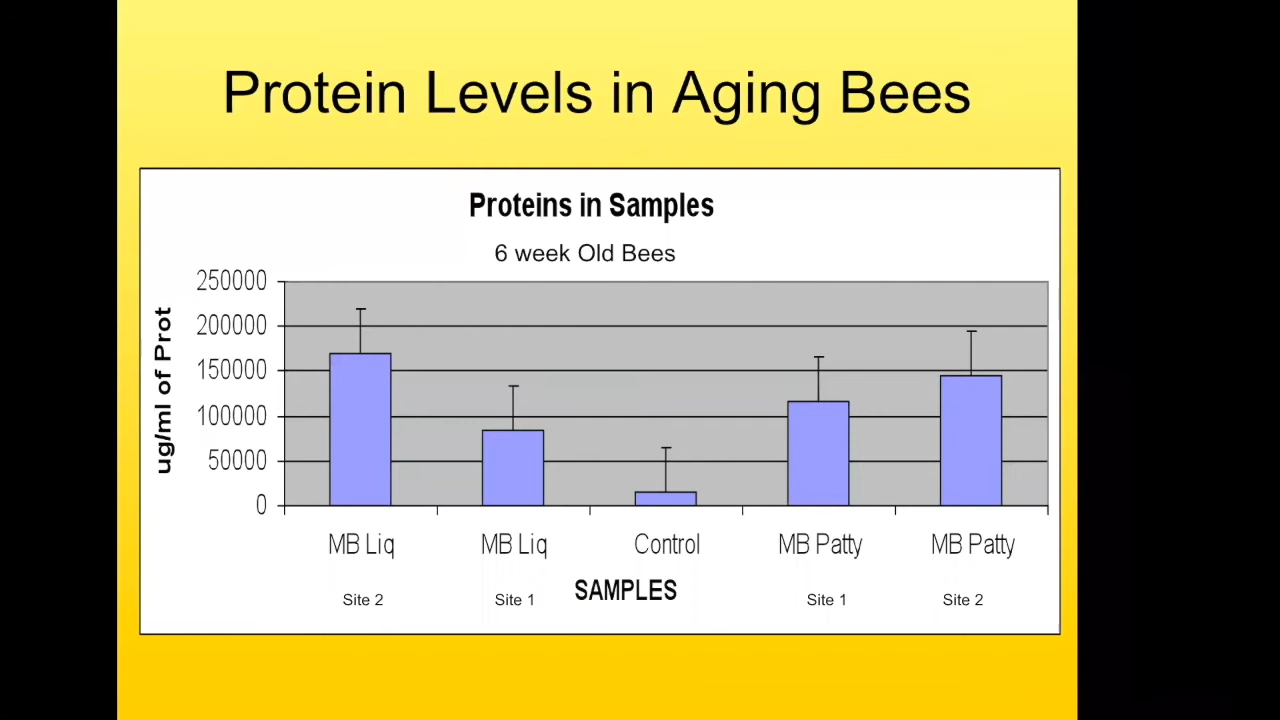 Protein Levels in Aging Bees
Proteins in Samples
6 week Old Bees
ug/ml of Prot
250000
200000
150000
100000
50000
0
MB Liq MB Liq Control MB Patty MB Patty
SAMPLES
Site 2 Site 1 Site 1 Site 2